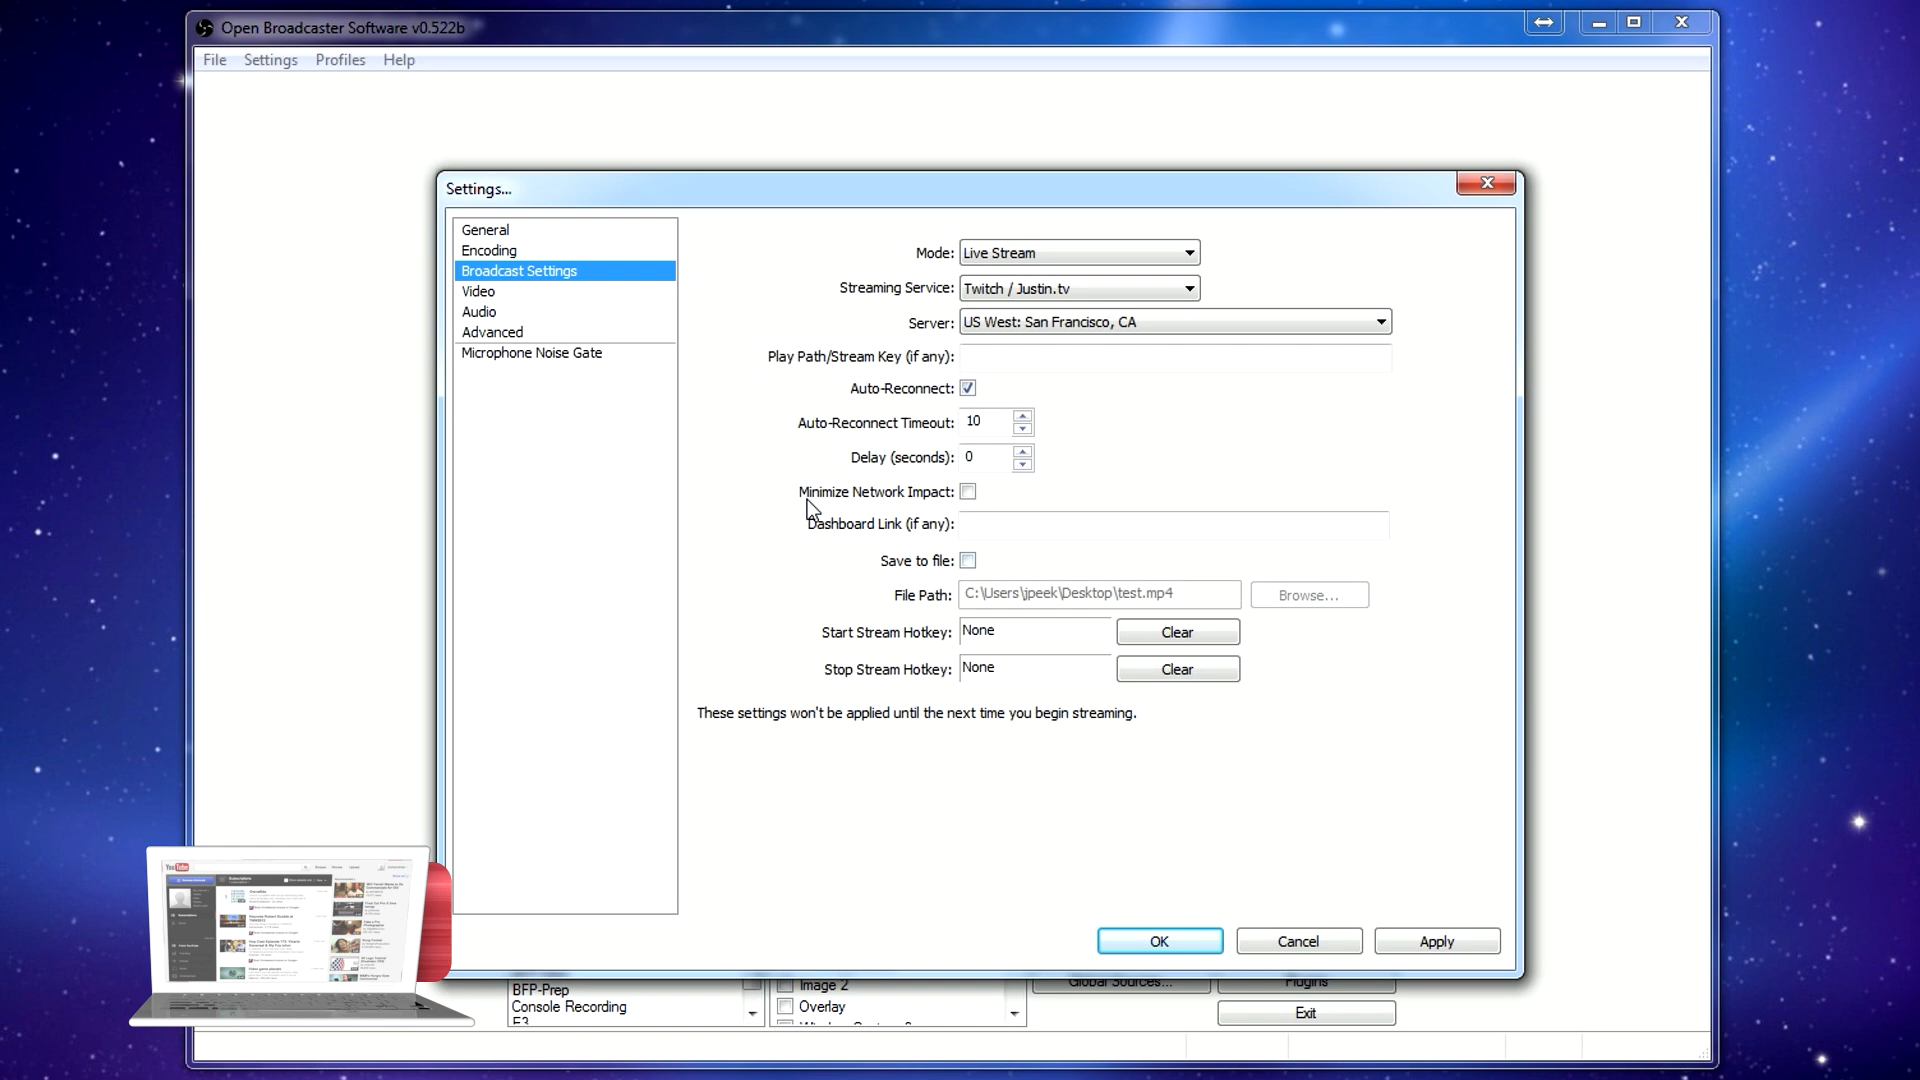 Open Broadcaster Software v0.522b
File Settings Profiles Help
Settings...
General
Encoding
Broadcast Settings
Video
Audio
Advanced
Microphone Noise Gate
Mode: Live Stream
Streaming Service: Twitch / Justin.tv
Server: US West: San Francisco, CA
Play Path/Stream Key (if any):
Auto-Reconnect:
Auto-Reconnect Timeout: 10
Delay (seconds): 0
Minimize Network Impact:
Dashboard Link (if any):
Save to file:
File Path: C:\Users\jpeek\Desktop\test.mp4 Browse...
Start Stream Hotkey: None Clear
Stop Stream Hotkey: None Clear
These settings won't be applied until the next time you begin streaming.
OK Cancel Apply
YouTube
BFP-Prep
Console Recording
E3
Image 2
Overlay
Global Sources...
Plugins
Exit